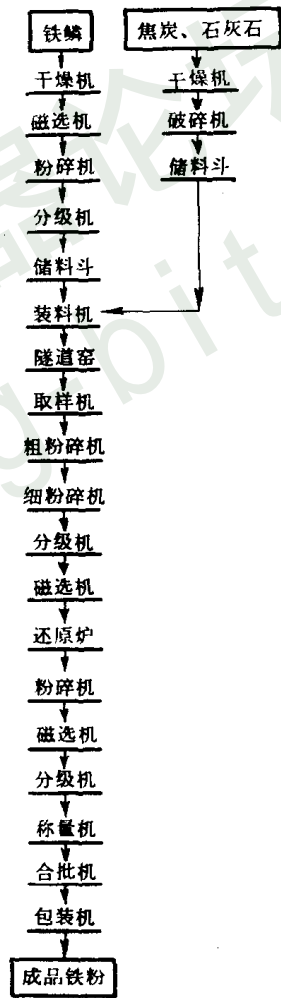 铁鳞
干燥机
磁选机
粉碎机
分级机
储料斗
装料机
隧道窑
取样机
粗粉碎机
细粉碎机
分级机
磁选机
还原炉
粉碎机
磁选机
分级机
称量机
合批机
包装机
成品铁粉
焦炭、石灰石
干燥机
破碎机
储料斗